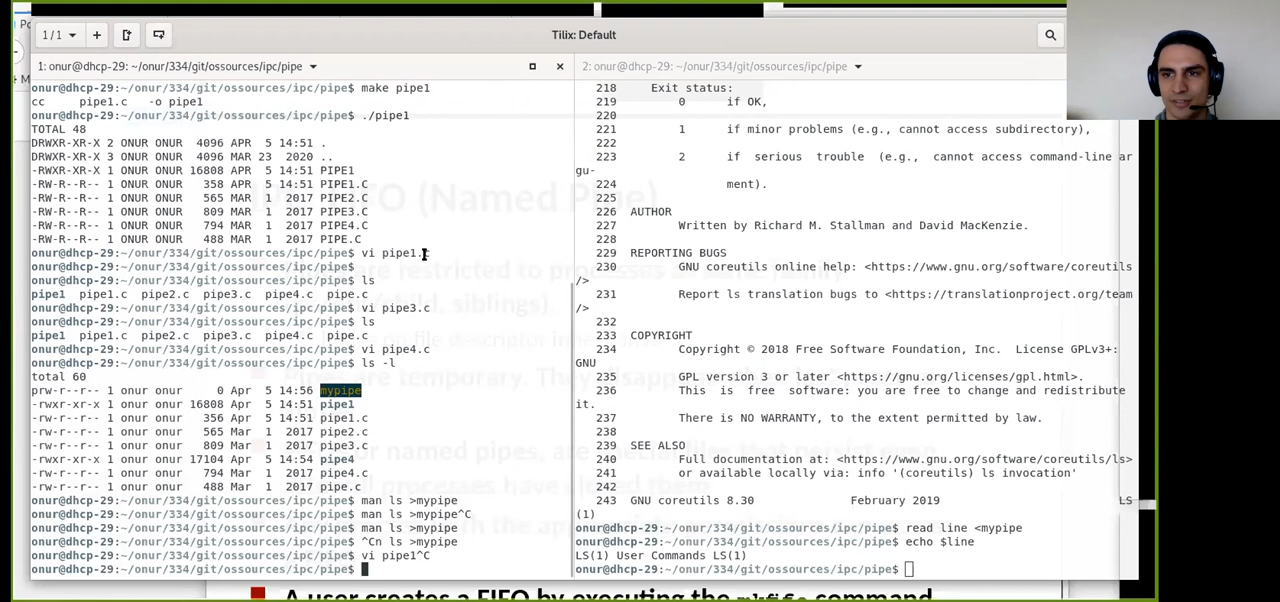 1/1
Tilix: Default
1: onur@dhcp-29: ~/onur/334/git/ossources/ipc/pipe
onur@dhcp-29:~/onur/334/git/ossources/ipc/pipe$ make pipe1
cc     pipe1.c   -o pipe1
onur@dhcp-29:~/onur/334/git/ossources/ipc/pipe$ ./pipe1
TOTAL 48
DRWXR-XR-X 2 ONUR ONUR  4096 APR  5 14:51 .
DRWXR-XR-X 3 ONUR ONUR  4096 MAR 23  2020 ..
-RWXR-XR-X 1 ONUR ONUR 16808 APR  5 14:51 PIPE1
-RW-R--R-- 1 ONUR ONUR   358 APR  5 14:51 PIPE1.C
-RW-R--R-- 1 ONUR ONUR   565 MAR  1  2017 PIPE2.C
-RW-R--R-- 1 ONUR ONUR   809 MAR  1  2017 PIPE3.C
-RW-R--R-- 1 ONUR ONUR   794 MAR  1  2017 PIPE4.C
-RW-R--R-- 1 ONUR ONUR   488 MAR  1  2017 PIPE.C
onur@dhcp-29:~/onur/334/git/ossources/ipc/pipe$ vi pipe1.c
onur@dhcp-29:~/onur/334/git/ossources/ipc/pipe$
onur@dhcp-29:~/onur/334/git/ossources/ipc/pipe$ ls
pipe1  pipe1.c  pipe2.c  pipe3.c  pipe4.c  pipe.c
onur@dhcp-29:~/onur/334/git/ossources/ipc/pipe$ vi pipe3.c
onur@dhcp-29:~/onur/334/git/ossources/ipc/pipe$ ls
pipe1  pipe1.c  pipe2.c  pipe3.c  pipe4.c  pipe.c
onur@dhcp-29:~/onur/334/git/ossources/ipc/pipe$ vi pipe4.c
onur@dhcp-29:~/onur/334/git/ossources/ipc/pipe$ ls -l
total 60
prw-r--r-- 1 onur onur     0 Apr  5 14:56 mypipe
-rwxr-xr-x 1 onur onur 16808 Apr  5 14:51 pipe1
-rw-r--r-- 1 onur onur   356 Apr  5 14:51 pipe1.c
-rw-r--r-- 1 onur onur   565 Mar  1  2017 pipe2.c
-rw-r--r-- 1 onur onur   809 Mar  1  2017 pipe3.c
-rwxr-xr-x 1 onur onur 17104 Apr  5 14:54 pipe4
-rw-r--r-- 1 onur onur   794 Mar  1  2017 pipe4.c
-rw-r--r-- 1 onur onur   488 Mar  1  2017 pipe.c
onur@dhcp-29:~/onur/334/git/ossources/ipc/pipe$ man ls >mypipe
onur@dhcp-29:~/onur/334/git/ossources/ipc/pipe$ man ls >mypipe^C
onur@dhcp-29:~/onur/334/git/ossources/ipc/pipe$ man ls >mypipe
onur@dhcp-29:~/onur/334/git/ossources/ipc/pipe$ ^Cn ls >mypipe
onur@dhcp-29:~/onur/334/git/ossources/ipc/pipe$ vi pipe1^C
onur@dhcp-29:~/onur/334/git/ossources/ipc/pipe$
2: onur@dhcp-29: ~/onur/334/git/ossources/ipc/pipe
218     Exit status:
219        0      if OK,
220
221        1      if minor problems (e.g., cannot access subdirectory),
222
223        2      if  serious  trouble  (e.g.,  cannot access command-line ar
gu-
224               ment).
225
226  AUTHOR
227         Written by Richard M. Stallman and David MacKenzie.
228
229  REPORTING BUGS
230         GNU coreutils online help: <https://www.gnu.org/software/coreutils
/>
231         Report ls translation bugs to <https://translationproject.org/team
/>
232
233  COPYRIGHT
234         Copyright © 2018 Free Software Foundation, Inc.  License GPLv3+:
GNU
235         GPL version 3 or later <https://gnu.org/licenses/gpl.html>.
236         This  is  free  software: you are free to change and redistribute
it.
237         There is NO WARRANTY, to the extent permitted by law.
238
239  SEE ALSO
240         Full documentation at: <https://www.gnu.org/software/coreutils/ls>
241         or available locally via: info '(coreutils) ls invocation'
242
243  GNU Coreutils 8.30              February 2019                         LS
(1)
onur@dhcp-29:~/onur/334/git/ossources/ipc/pipe$ read line <mypipe
onur@dhcp-29:~/onur/334/git/ossources/ipc/pipe$ echo $line
LS(1) User Commands LS(1)
onur@dhcp-29:~/onur/334/git/ossources/ipc/pipe$
A user creates a FIFO by executing the mkfifo command